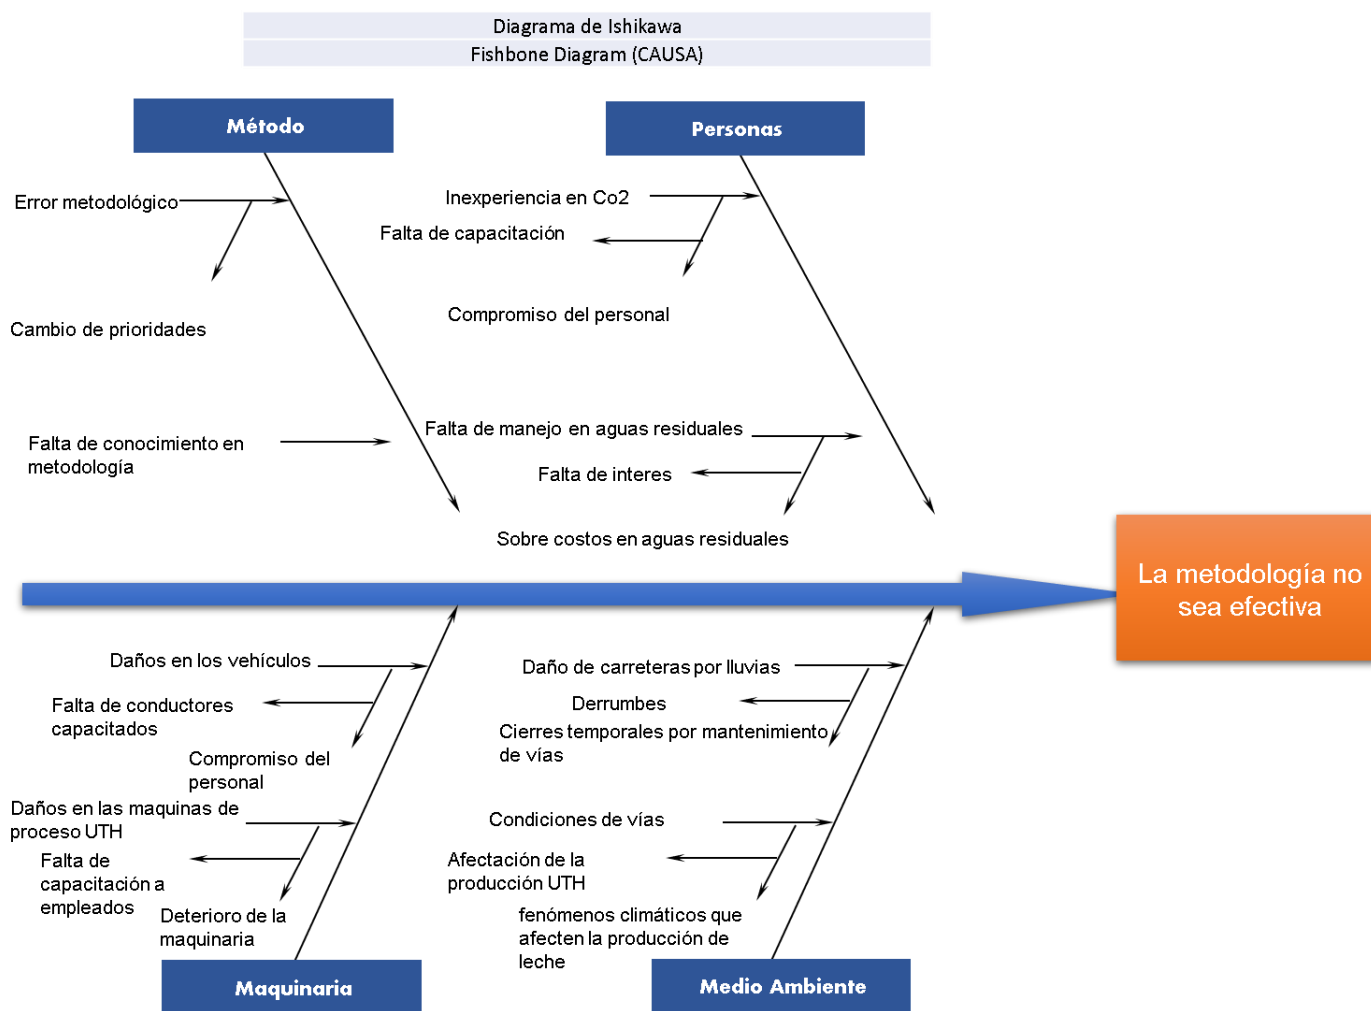 Diagrama de Ishikawa
Fishbone Diagram (CAUSA)
Método
Personas
Error metodológico
Inexperiencia en Co2
Falta de capacitación
Cambio de prioridades
Compromiso del personal
Falta de conocimiento en
metodología
Falta de manejo en aguas residuales
Falta de interes
Sobre costos en aguas residuales
La metodología no
sea efectiva
Daños en los vehículos
Falta de conductores
capacitados
Compromiso del
personal
Daños en las maquinas de
proceso UTH
Falta de
capacitación a
empleados
Deterioro de la
maquinaria
Daño de carreteras por lluvias
Derrumbes
Cierres temporales por mantenimiento
de vías
Condiciones de vías
Afectación de la
producción UTH
fenómenos climáticos que
afecten la producción de
leche
Maquinaria
Medio Ambiente